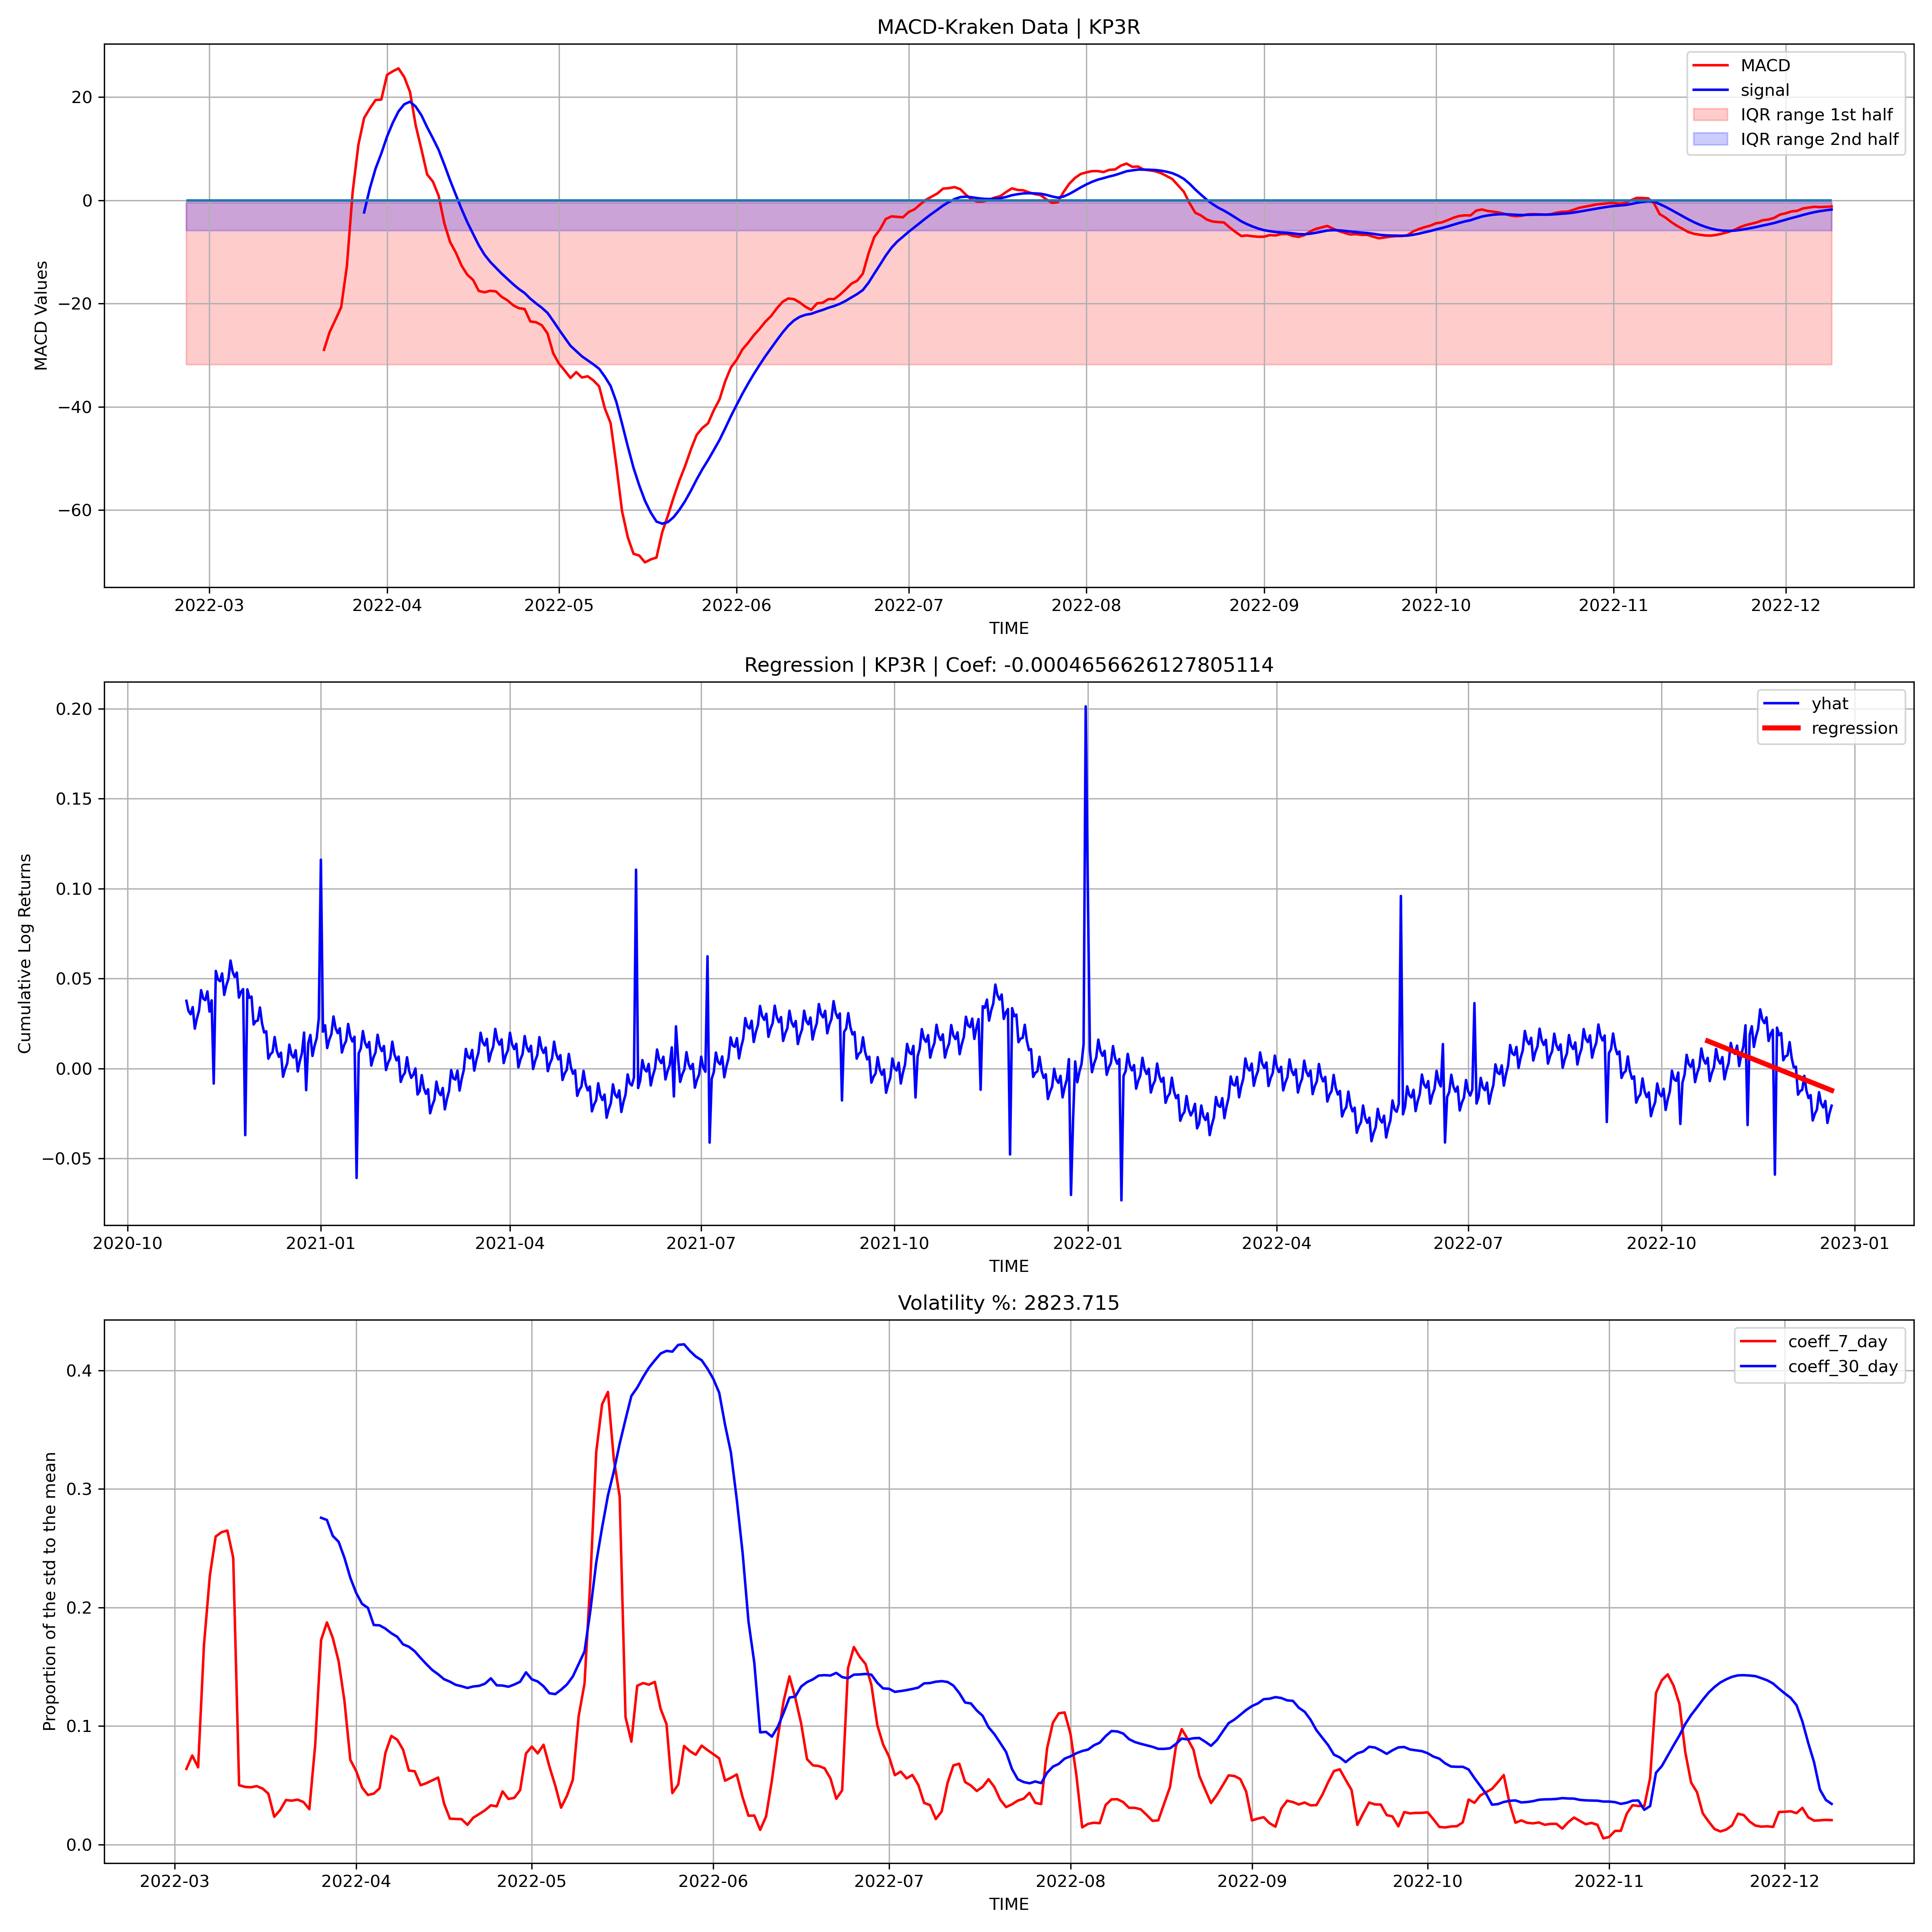 MACD-Kraken Data | KP3R
MACD
signal
IQR range 1st half
IQR range 2nd half
MACD Values
20
0
−20
−40
−60
2022-03 2022-04 2022-05 2022-06 2022-07 2022-08 2022-09 2022-10 2022-11 2022-12
TIME
Regression | KP3R | Coef: -0.0004656626127805114
yhat
regression
Cumulative Log Returns
0.20
0.15
0.10
0.05
0.00
−0.05
2020-10 2021-01 2021-04 2021-07 2021-10 2022-01 2022-04 2022-07 2022-10 2023-01
TIME
Volatility %: 2823.715
coeff_7_day
coeff_30_day
Proportion of the std to the mean
0.4
0.3
0.2
0.1
0.0
2022-03 2022-04 2022-05 2022-06 2022-07 2022-08 2022-09 2022-10 2022-11 2022-12
TIME